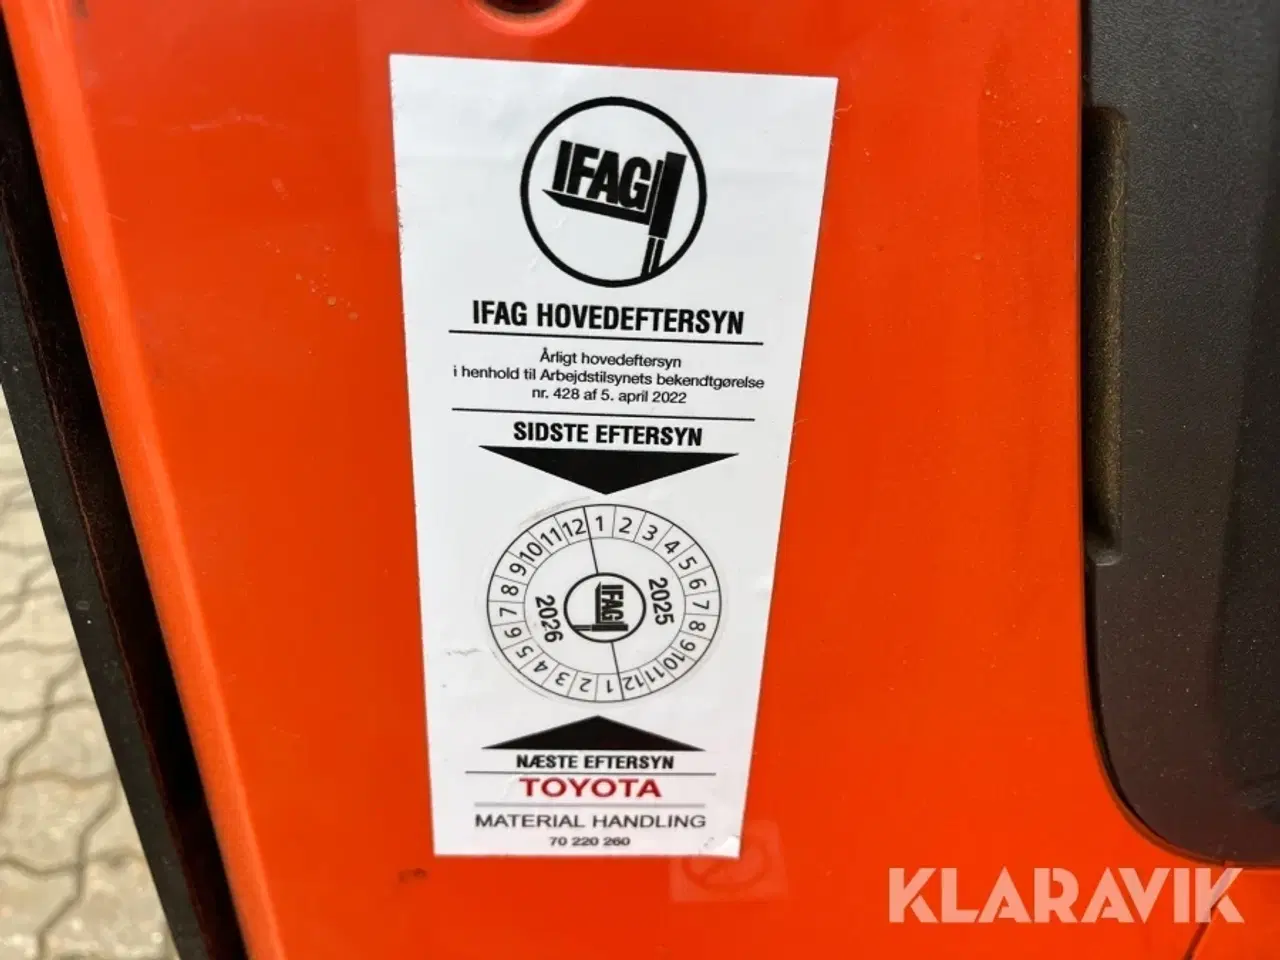 IFAG
IFAG HOVEDEFTERSYN
Årligt hovedeftersyn
i henhold til Arbejdstilsynets bekendtgørelse
nr. 428 af 5. april 2022
SIDSTE EFTERSYN
1 2 3 4 5 6 7 8 9 10 11 12
2025
IFAG
2026
1 2 3 4 5 6 7 8 9 10 11 12
NÆSTE EFTERSYN
TOYOTA
MATERIAL HANDLING
70 220 260
KLARAVIK